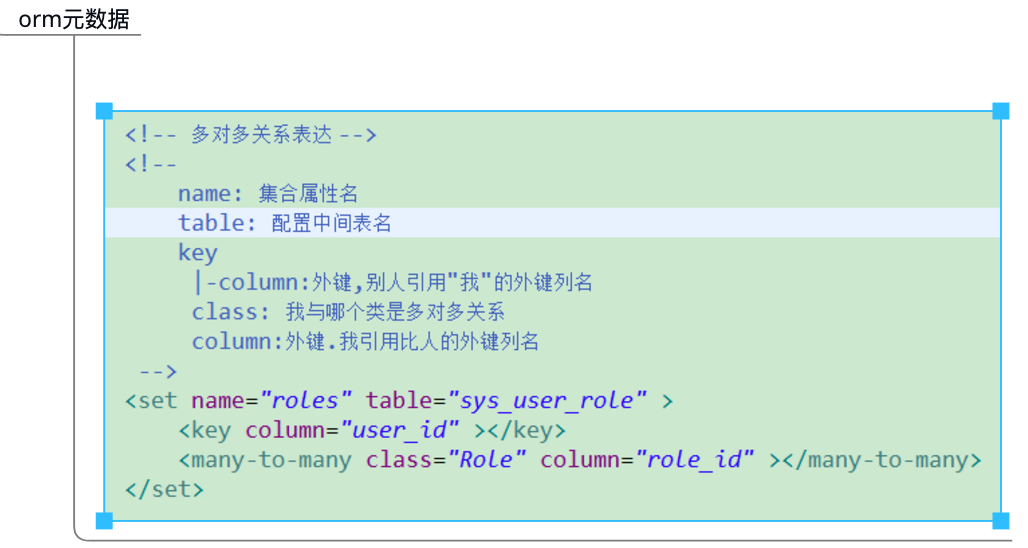 orm元数据
<!-- 多对多关系表达 -->
<!--
name: 集合属性名
table: 配置中间表名
key
|-column:外键,别人引用"我"的外键列名
class: 我与哪个类是多对多关系
column:外键.我引用比人的外键列名
-->
<set name="roles" table="sys_user_role" >
<key column="user_id" ></key>
<many-to-many class="Role" column="role_id" ></many-to-many>
</set>